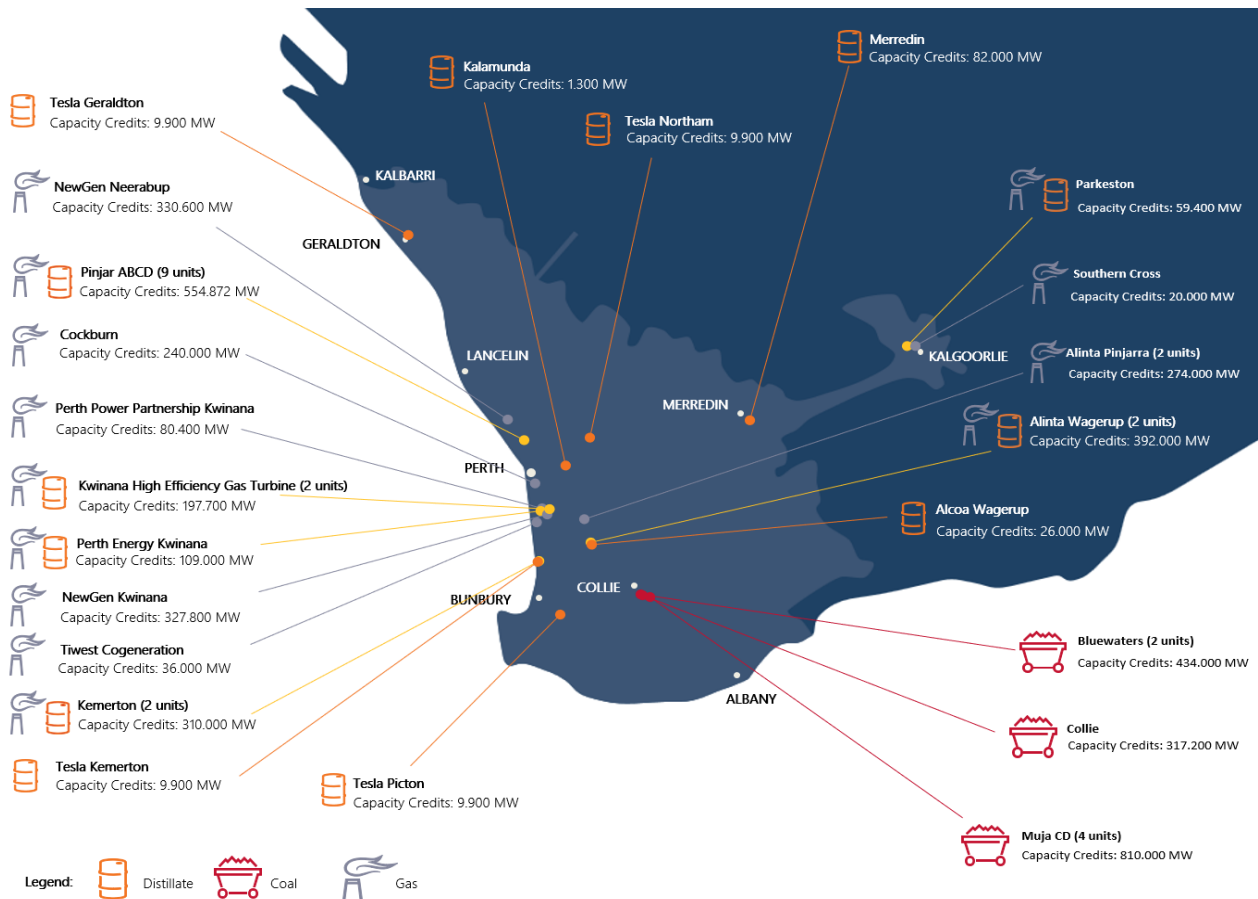 Merredin
Capacity Credits: 82.000 MW
Kalamunda
Capacity Credits: 1.300 MW
Tesla Geraldton
Capacity Credits: 9.900 MW
Tesla Northam
Capacity Credits: 9.900 MW
KALBARRI
NewGen Neerabup
Capacity Credits: 330.600 MW
Parkeston
Capacity Credits: 59.400 MW
GERALDTON
Pinjar ABCD (9 units)
Capacity Credits: 554.872 MW
Southern Cross
Capacity Credits: 20.000 MW
Cockburn
Capacity Credits: 240.000 MW
LANCELIN
KALGOORLIE
Alinta Pinjarra (2 units)
Capacity Credits: 274.000 MW
MERREDIN
Perth Power Partnership Kwinana
Capacity Credits: 80.400 MW
Alinta Wagerup (2 units)
Capacity Credits: 392.000 MW
PERTH
Kwinana High Efficiency Gas Turbine (2 units)
Capacity Credits: 197.700 MW
Alcoa Wagerup
Capacity Credits: 26.000 MW
Perth Energy Kwinana
Capacity Credits: 109.000 MW
COLLIE
BUNBURY
NewGen Kwinana
Capacity Credits: 327.800 MW
Bluewaters (2 units)
Capacity Credits: 434.000 MW
Tiwest Cogeneration
Capacity Credits: 36.000 MW
ALBANY
Kemerton (2 units)
Capacity Credits: 310.000 MW
Collie
Capacity Credits: 317.200 MW
Tesla Kemerton
Capacity Credits: 9.900 MW
Tesla Picton
Capacity Credits: 9.900 MW
Muja CD (4 units)
Capacity Credits: 810.000 MW
Legend: Distillate Coal Gas